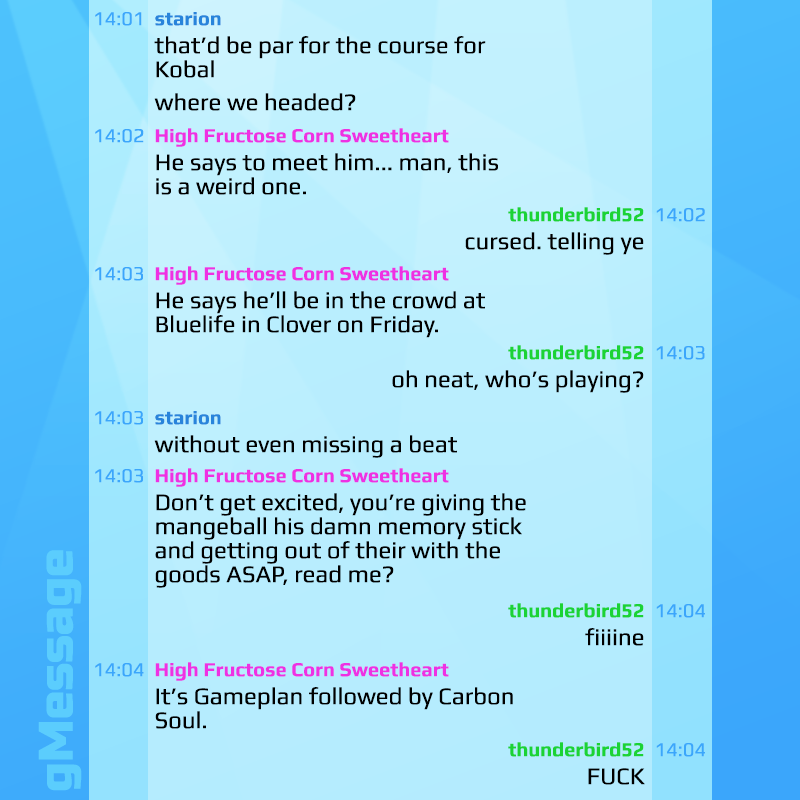 14:01 starion
that’d be par for the course for
Kobal
where we headed?
14:02 High Fructose Corn Sweetheart
He says to meet him... man, this
is a weird one.
thunderbird52 14:02
cursed. telling ye
14:03 High Fructose Corn Sweetheart
He says he’ll be in the crowd at
Bluelife in Clover on Friday.
thunderbird52 14:03
oh neat, who’s playing?
14:03 starion
without even missing a beat
14:03 High Fructose Corn Sweetheart
Don’t get excited, you’re giving the
mangeball his damn memory stick
and getting out of their with the
goods ASAP, read me?
thunderbird52 14:04
fiiiine
14:04 High Fructose Corn Sweetheart
It’s Gameplan followed by Carbon
Soul.
thunderbird52 14:04
FUCK
gMessage